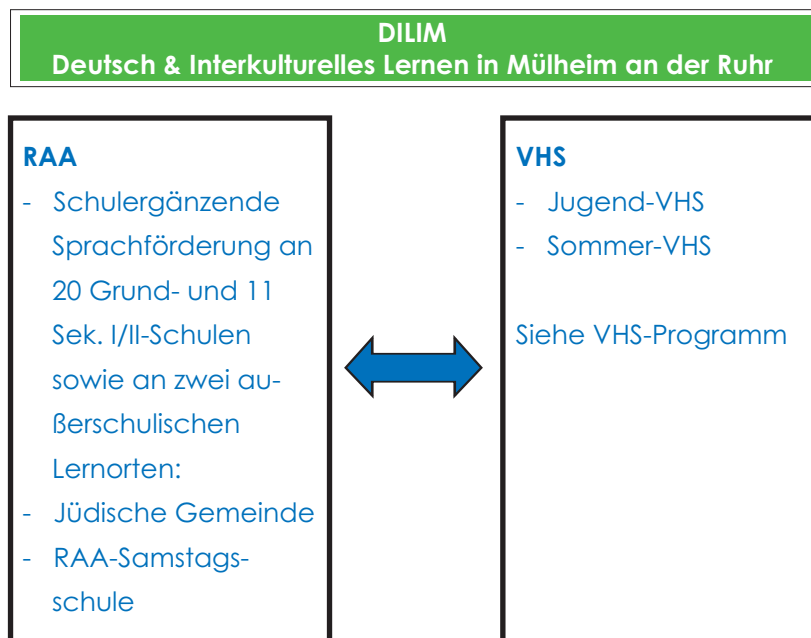 DILIM
Deutsch & Interkulturelles Lernen in Mülheim an der Ruhr
RAA
- Schulergänzende
Sprachförderung an
20 Grund- und 11
Sek. I/II-Schulen
sowie an zwei au-
ßerschulischen
Lernorten:
- Jüdische Gemeinde
- RAA-Samstags-
schule
VHS
- Jugend-VHS
- Sommer-VHS
Siehe VHS-Programm